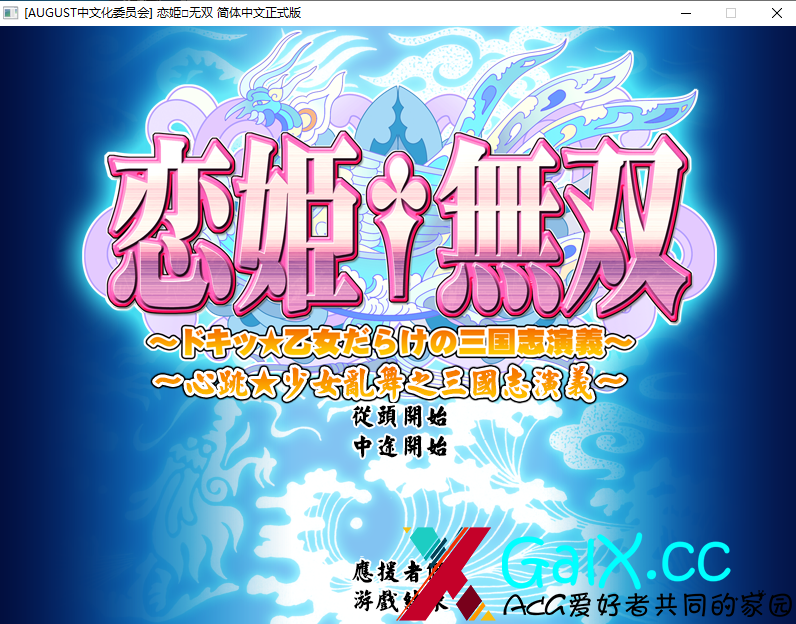 [AUGUST中文化委员会] 恋姬□无双 简体中文正式版
恋姫†無双
～ドキッ★乙女だらけの三国志演義～
～心跳★少女亂舞之三國志演義～
從頭開始
中途開始
應援者
遊戲結束
GalX.cc
ACG爱好者共同的家园